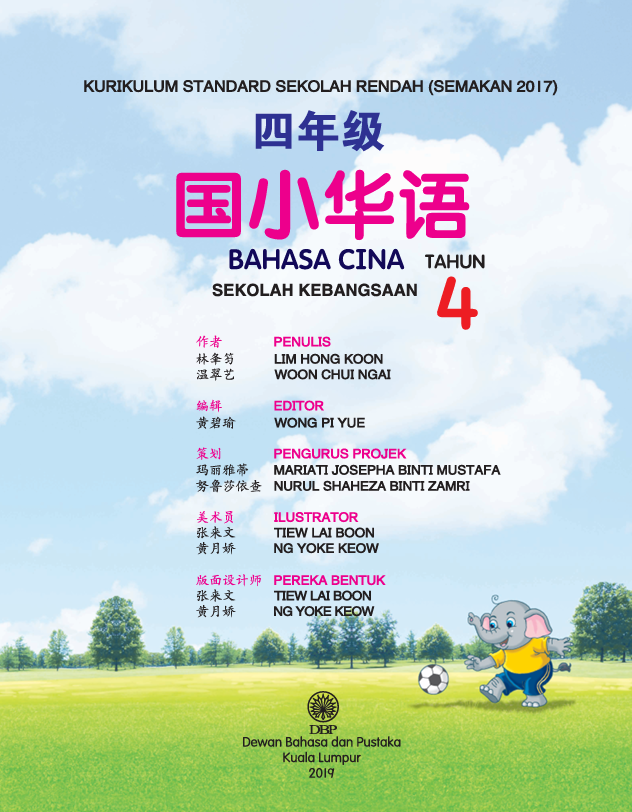 KURIKULUM STANDARD SEKOLAH RENDAH (SEMAKAN 2017)
四年级
国小华语
BAHASA CINA TAHUN
SEKOLAH KEBANGSAAN 4
作者 PENULIS
林夆笉 LIM HONG KOON
温翠艺 WOON CHUI NGAI
编辑 EDITOR
黄碧瑜 WONG PI YUE
策划 PENGURUS PROJEK
玛丽雅蒂 MARIATI JOSEPHA BINTI MUSTAFA
努鲁莎依查 NURUL SHAHEZA BINTI ZAMRI
美术员 ILUSTRATOR
张来文 TIEW LAI BOON
黄月娇 NG YOKE KEOW
版面设计师 PEREKA BENTUK
张来文 TIEW LAI BOON
黄月娇 NG YOKE KEOW
DBP
Dewan Bahasa dan Pustaka
Kuala Lumpur
2019